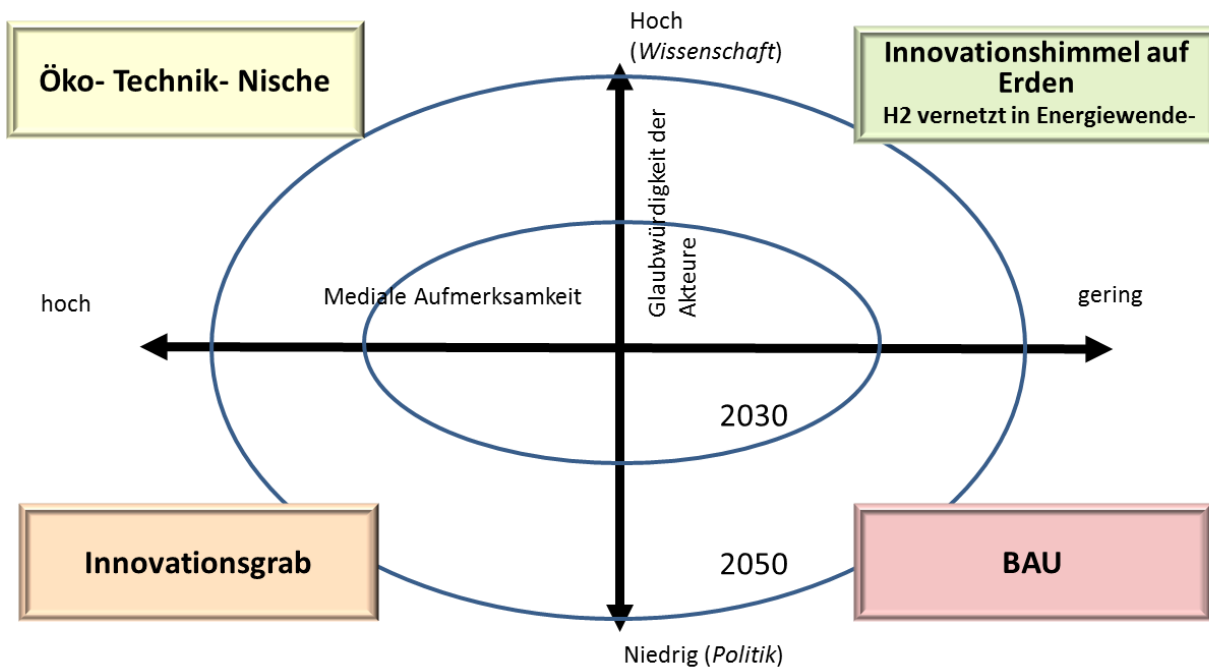 Hoch
(Wissenschaft)
Öko- Technik- Nische
Innovationshimmel auf
Erden
H2 vernetzt in Energiewende-
Glaubwürdigkeit der
Akteure
hoch
Mediale Aufmerksamkeit
gering
2030
Innovationsgrab
2050
BAU
Niedrig (Politik)